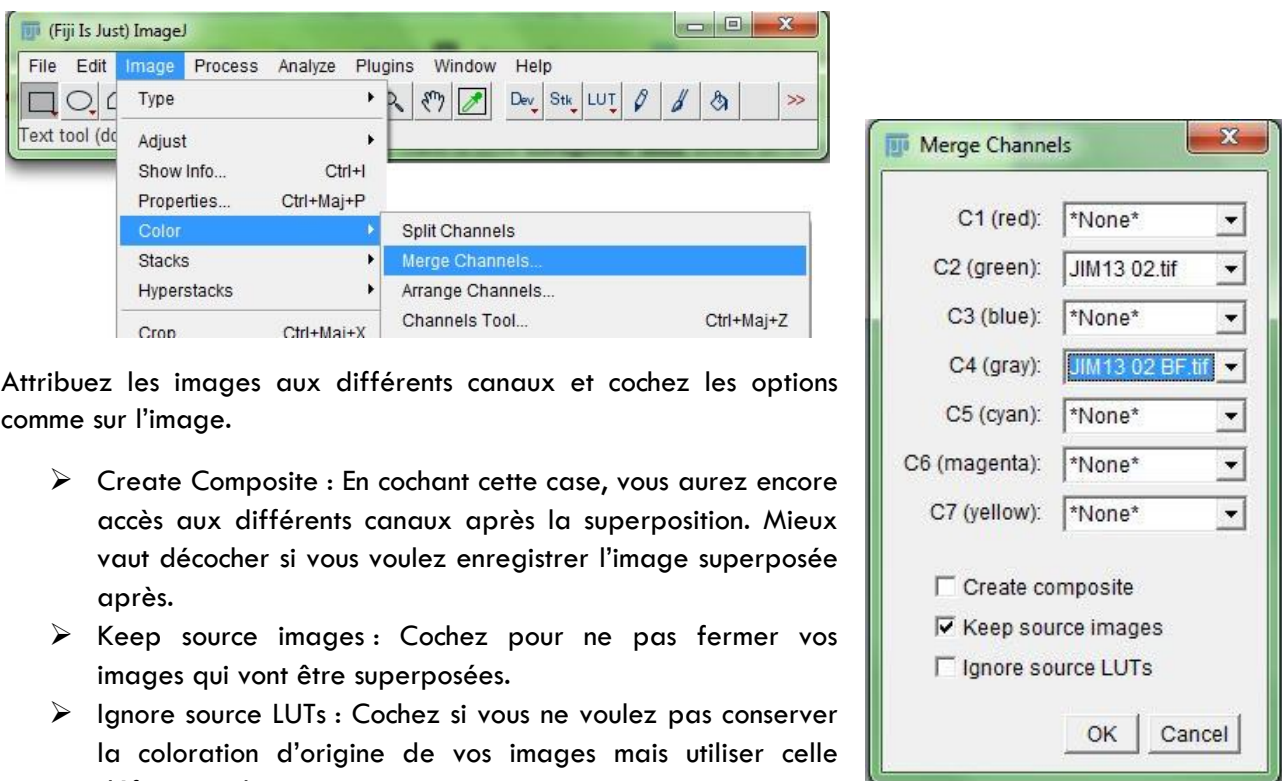 (Fiji Is Just) ImageJ
File Edit Image Process Analyze Plugins Window Help
Dev Stk LUT >>
Text tool (do
Type
Adjust
Show Info... Ctrl+I
Properties... Ctrl+Maj+P
Color
Stacks
Hyperstacks
Crop Ctrl+Maj+X
Split Channels
Merge Channels...
Arrange Channels...
Channels Tool... Ctrl+Maj+Z
Attribuez les images aux différents canaux et cochez les options
comme sur l'image.
➢ Create Composite : En cochant cette case, vous aurez encore
accès aux différents canaux après la superposition. Mieux
vaut décocher si vous voulez enregistrer l'image superposée
après.
➢ Keep source images : Cochez pour ne pas fermer vos
images qui vont être superposées.
➢ Ignore source LUTs : Cochez si vous ne voulez pas conserver
la coloration d'origine de vos images mais utiliser celle
Merge Channels
C1 (red): *None*
C2 (green): JIM13 02.tif
C3 (blue): *None*
C4 (gray): JIM13 02 BF.tif
C5 (cyan): *None*
C6 (magenta): *None*
C7 (yellow): *None*
Create composite
Keep source images
Ignore source LUTs
OK Cancel